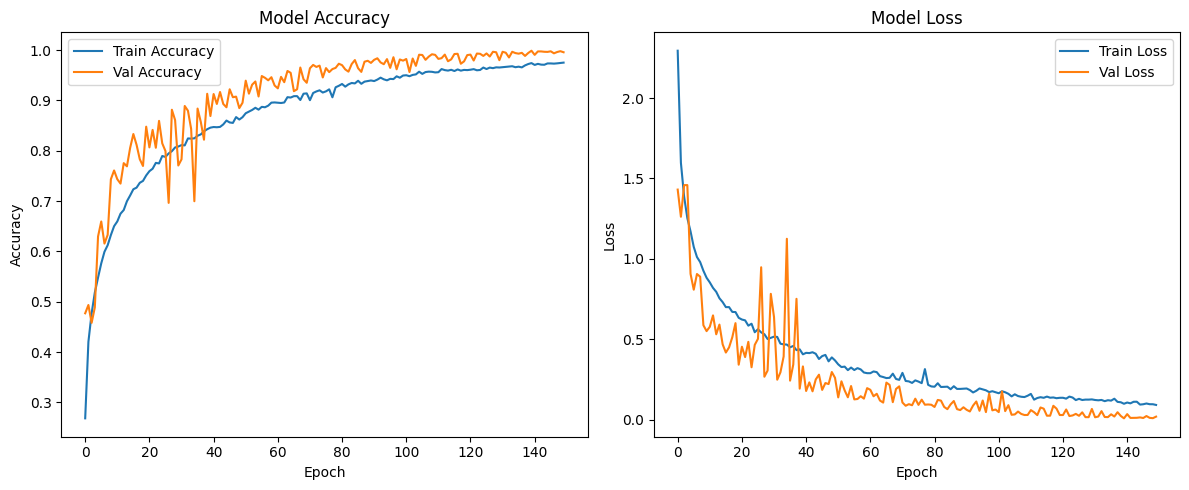 Model Accuracy
Train Accuracy
Val Accuracy
1.0
0.9
0.8
0.7
0.6
0.5
0.4
0.3
Accuracy
0 20 40 60 80 100 120 140
Epoch
Model Loss
Train Loss
Val Loss
2.0
1.5
1.0
0.5
0.0
Loss
0 20 40 60 80 100 120 140
Epoch